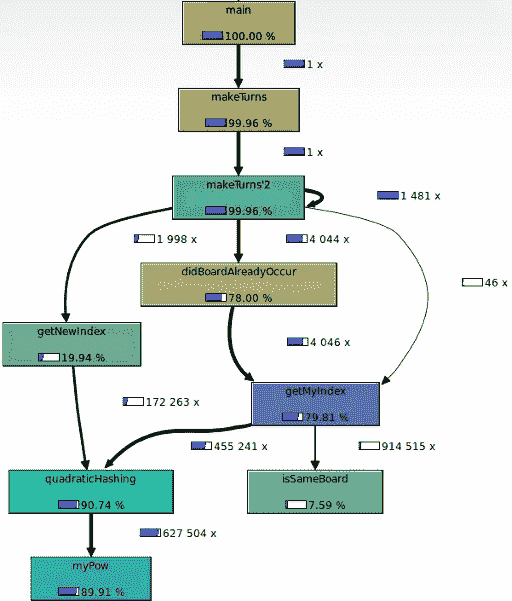 main
100.00 %
1 x
makeTurns
99.96 %
1 x
makeTurns'2
99.96 %
1 481 x
1 998 x
4 044 x
46 x
didBoardAlreadyOccur
78.00 %
getNewIndex
19.94 %
4 046 x
getMyIndex
79.81 %
172 263 x
455 241 x
914 515 x
quadraticHashing
90.74 %
isSameBoard
7.59 %
627 504 x
myPow
89.91 %